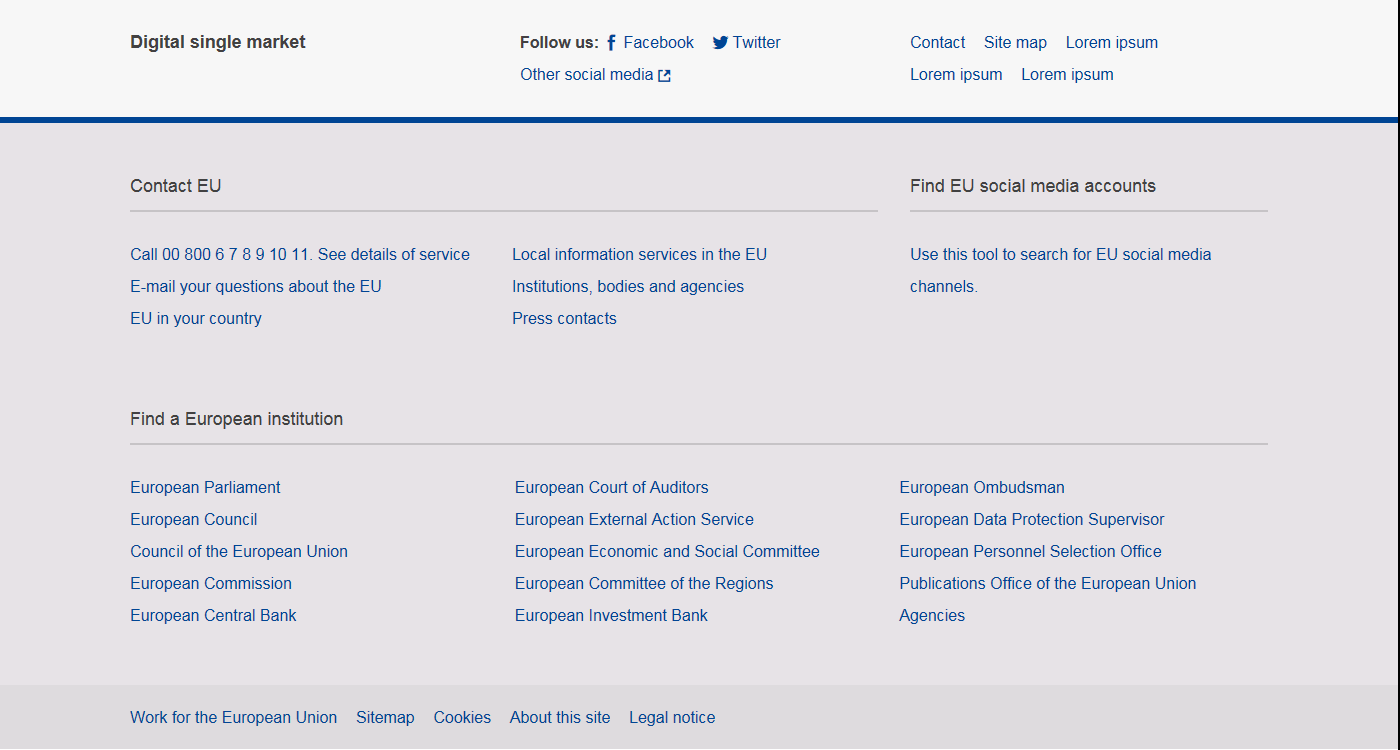 Digital single market
Follow us: Facebook Twitter
Other social media
Contact Site map Lorem ipsum
Lorem ipsum Lorem ipsum
Contact EU
Call 00 800 6 7 8 9 10 11. See details of service
E-mail your questions about the EU
EU in your country
Local information services in the EU
Institutions, bodies and agencies
Press contacts
Find EU social media accounts
Use this tool to search for EU social media
channels.
Find a European institution
European Parliament
European Council
Council of the European Union
European Commission
European Central Bank
European Court of Auditors
European External Action Service
European Economic and Social Committee
European Committee of the Regions
European Investment Bank
European Ombudsman
European Data Protection Supervisor
European Personnel Selection Office
Publications Office of the European Union
Agencies
Work for the European Union Sitemap Cookies About this site Legal notice